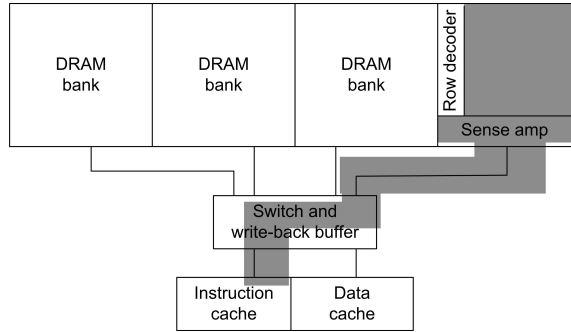 DRAM
bank
DRAM
bank
DRAM
bank
Row decoder
Sense amp
Switch and
write-back buffer
Instruction
cache
Data
cache